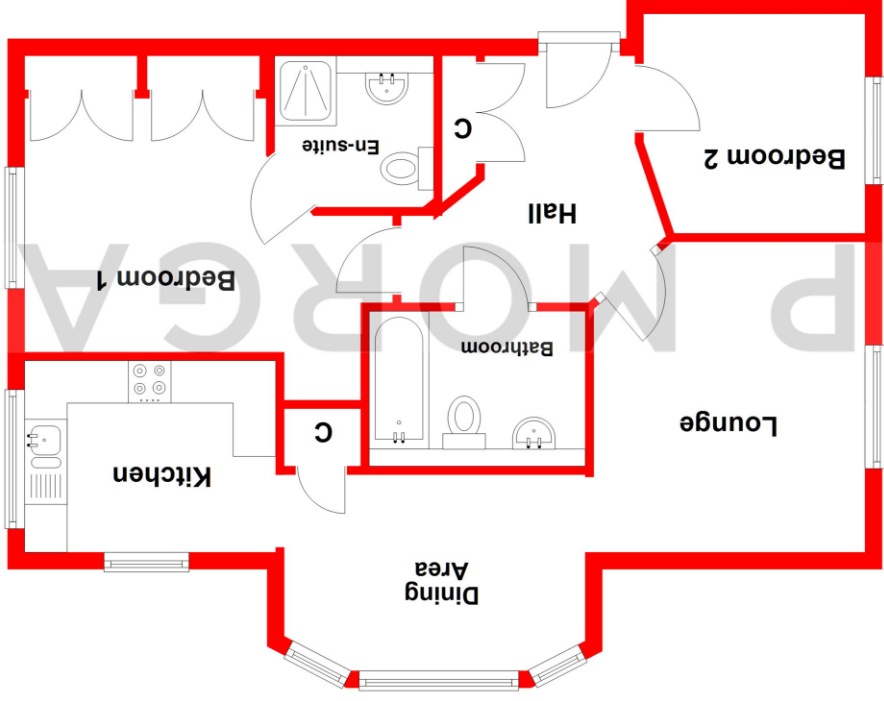 Dining
Area
Kitchen
Lounge
C
Bathroom
P MORGA
Bedroom 1
Hall
Bedroom 2
En-suite
C